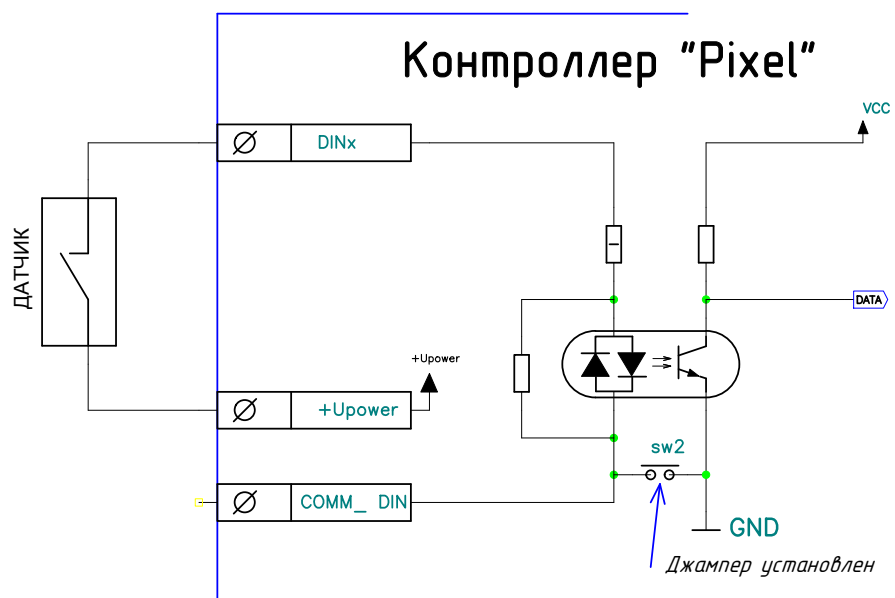 Контроллер "Pixel"
VCC
DINx
ДАТЧИК
DATA
+Upower
+Upower
sw2
COMM_ DIN
GND
Джампер установлен